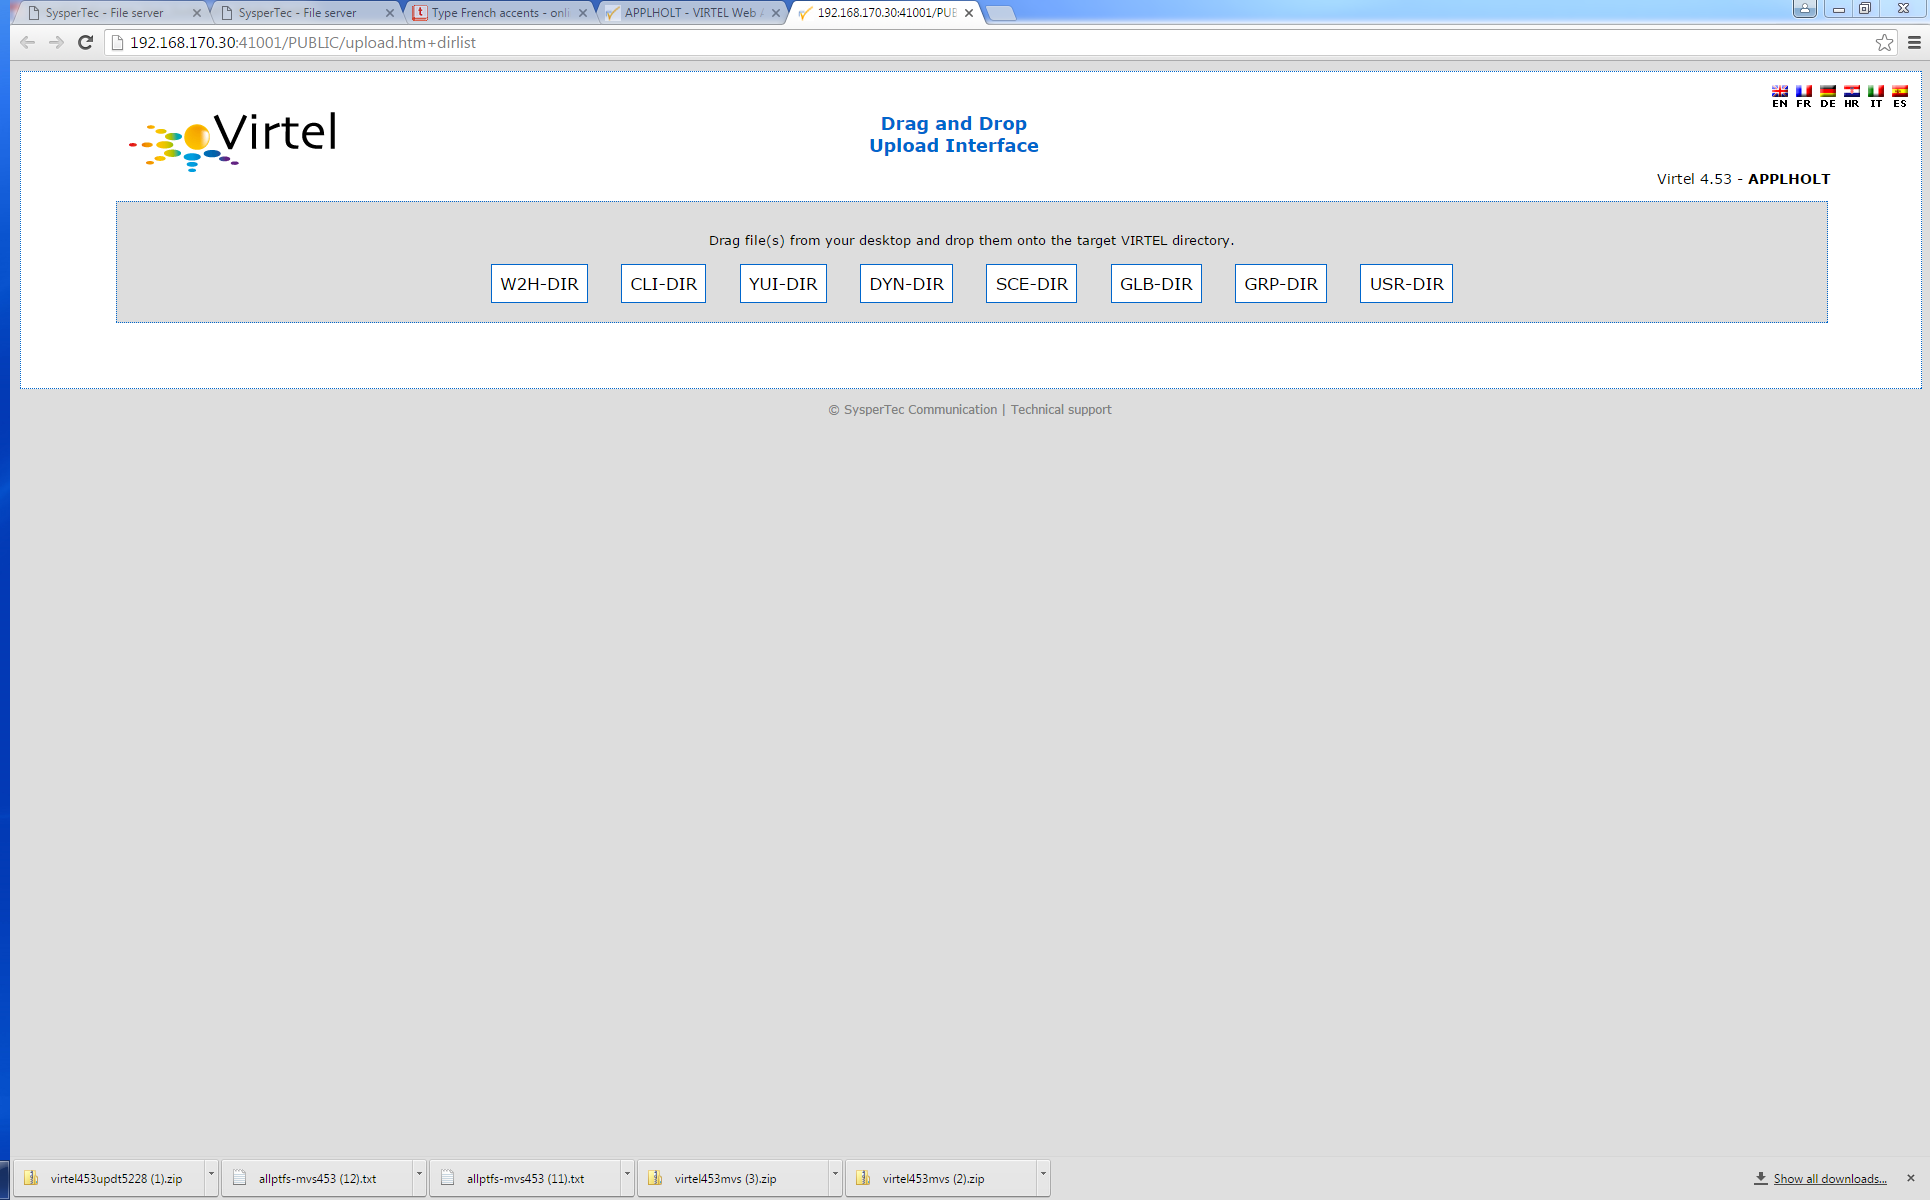 SysperTec - File server
SysperTec - File server
Type French accents - onli
APPLHOLT - VIRTEL Web A
192.168.170.30:41001/PUB
192.168.170.30:41001/PUBLIC/upload.htm+dirlist
EN FR DE HR IT ES
Virtel
Drag and Drop
Upload Interface
Virtel 4.53 - APPLHOLT
Drag file(s) from your desktop and drop them onto the target VIRTEL directory.
W2H-DIR CLI-DIR YUI-DIR DYN-DIR SCE-DIR GLB-DIR GRP-DIR USR-DIR
© SysperTec Communication | Technical support
virtel453updt5228 (1).zip
allptfs-mvs453 (12).txt
allptfs-mvs453 (11).txt
virtel453mvs (3).zip
virtel453mvs (2).zip
Show all downloads...